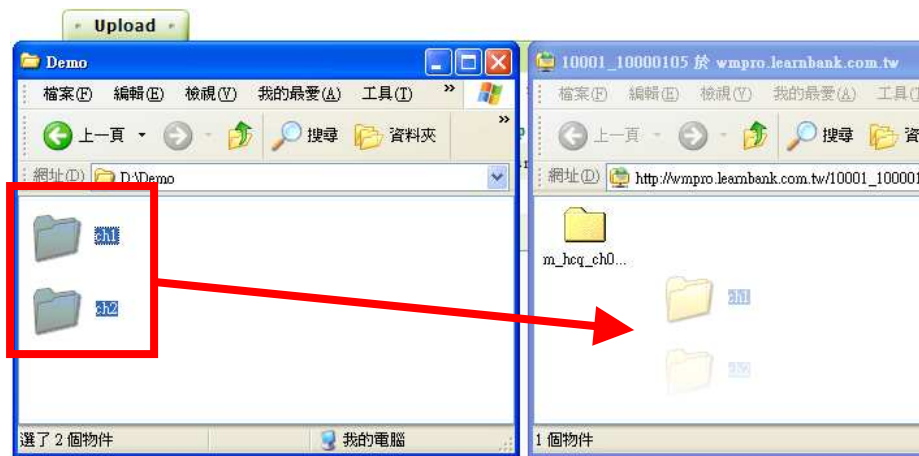 Upload
Demo
檔案(F) 編輯(E) 檢視(V) 我的最愛(A) 工具(T) »
上一頁 搜尋 資料夾 »
網址(D) D:\Demo
ch1
ch2
選了 2 個物件 我的電腦
10001_10000105 於 wmpro.learnbank.com.tw
檔案(F) 編輯(E) 檢視(V) 我的最愛(A) 工具(T)
上一頁 搜尋
網址(D) http://wmpro.learnbank.com.tw/10001_100001
m_hcq_ch0...
ch1
ch2
1 個物件